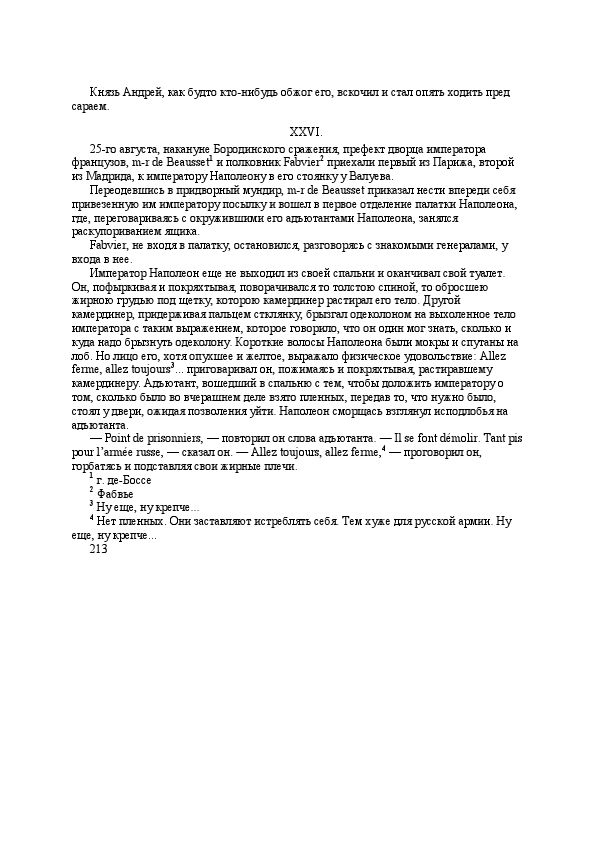 Князь Андрей, как будто кто-нибудь обжог его, вскочил и стал опять ходить пред
сараем.
XXVI.
25-го августа, накануне Бородинского сражения, префект дворца императора
французов, m-r de Beausset¹ и полковник Fabvier² приехали первый из Парижа, второй
из Мадрида, к императору Наполеону в его стоянку у Валуева.
Переодевшись в придворный мундир, m-r de Beausset приказал нести впереди себя
привезенную им императору посылку и вошел в первое отделение палатки Наполеона,
где, переговариваясь с окружившими его адъютантами Наполеона, занялся
раскупориванием ящика.
Fabvier, не входя в палатку, остановился, разговорясь с знакомыми генералами, у
входа в нее.
Император Наполеон еще не выходил из своей спальни и оканчивал свой туалет.
Он, пофыркивая и покряхтывая, поворачивался то толстою спиной, то обросшею
жирною грудью под щетку, которою камердинер растирал его тело. Другой
камердинер, придерживая пальцем стклянку, брызгал одеколоном на выхоленное тело
императора с таким выражением, которое говорило, что он один мог знать, сколько и
куда надо брызнуть одеколону. Короткие волосы Наполеона были мокры и спутаны на
лоб. Но лицо его, хотя опухшее и желтое, выражало физическое удовольствие: Allez
ferme, allez toujours³... приговаривал он, пожимаясь и покряхтывая, растиравшему
камердинеру. Адъютант, вошедший в спальню с тем, чтобы доложить императору о
том, сколько было во вчерашнем деле взято пленных, передав то, что нужно было,
стоял у двери, ожидая позволения уйти. Наполеон сморщась взглянул исподлобья на
адъютанта.
— Point de prisonniers, — повторил он слова адъютанта. — Il se font démolir. Tant pis
pour l’armée russe, — сказал он. — Allez toujours, allez ferme,⁴ — проговорил он,
горбатясь и подставляя свои жирные плечи.
¹ г. де-Боссе
² Фабвье
³ Ну еще, ну крепче...
⁴ Нет пленных. Они заставляют истреблять себя. Тем хуже для русской армии. Ну
еще, ну крепче...
213